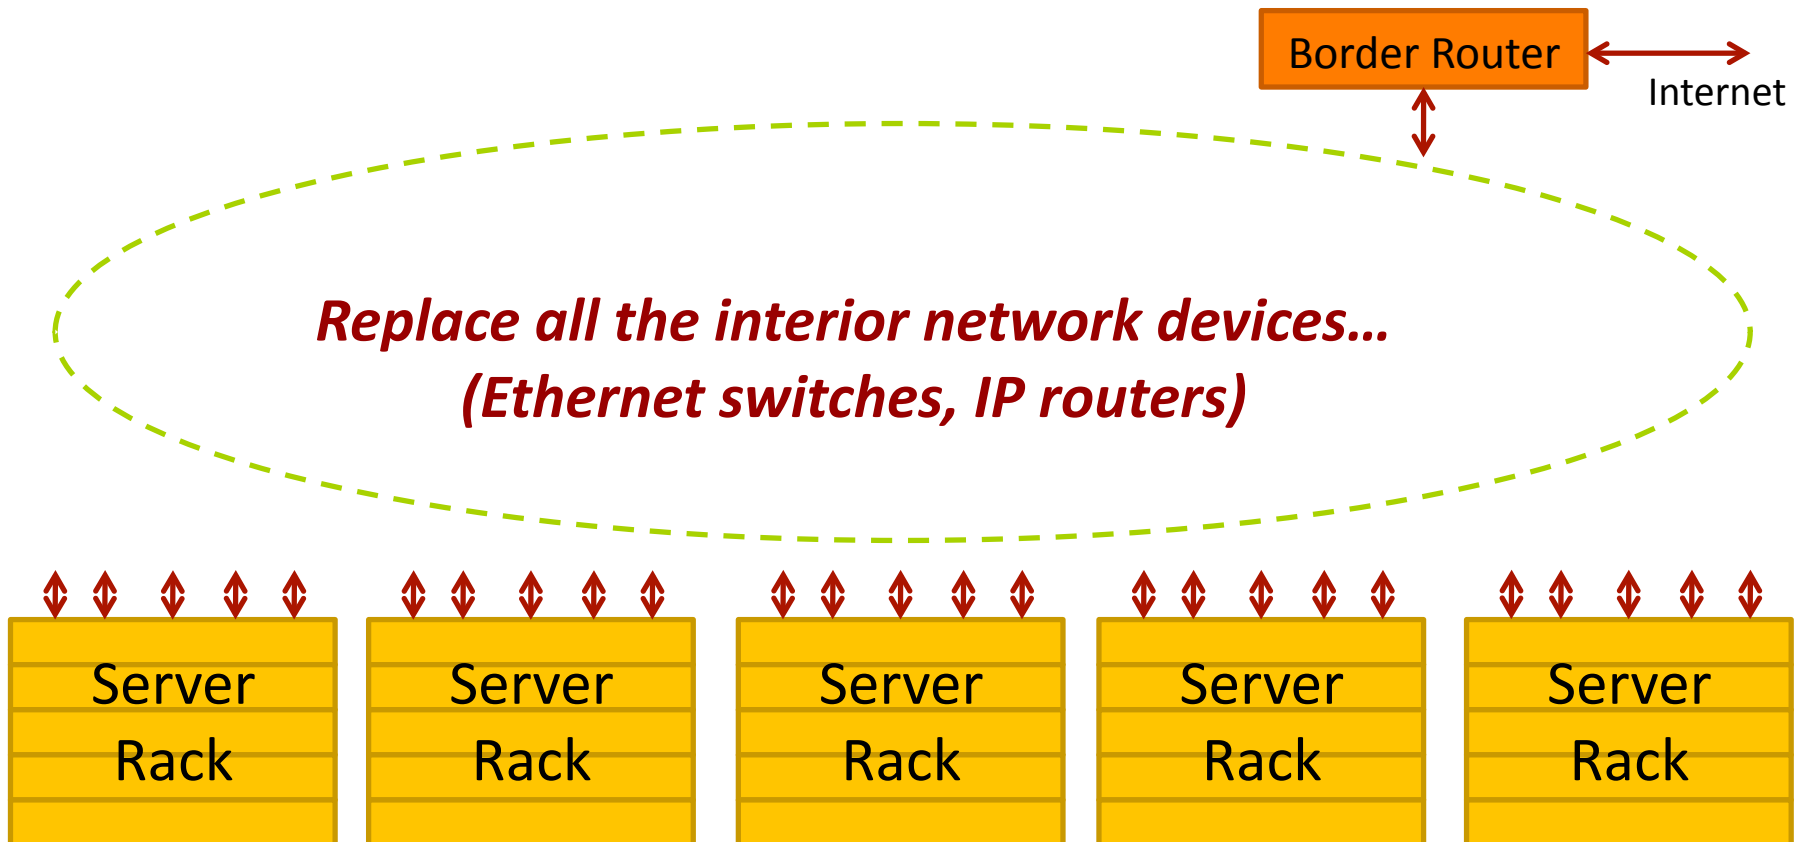 Border Router
Internet
Replace all the interior network devices…
(Ethernet switches, IP routers)
Server
Rack
Server
Rack
Server
Rack
Server
Rack
Server
Rack